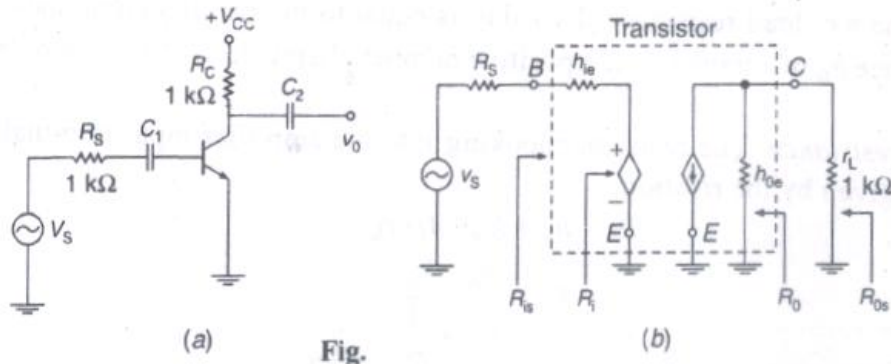 +V_CC
R_C
1 kΩ
C_2
v_0
R_S
C_1
1 kΩ
V_S
(a)
Fig.
Transistor
R_S
B
h_ie
C
v_S
h_0e
r_L
1 kΩ
−
E
E
R_is
R_i
R_0
R_0s
(b)